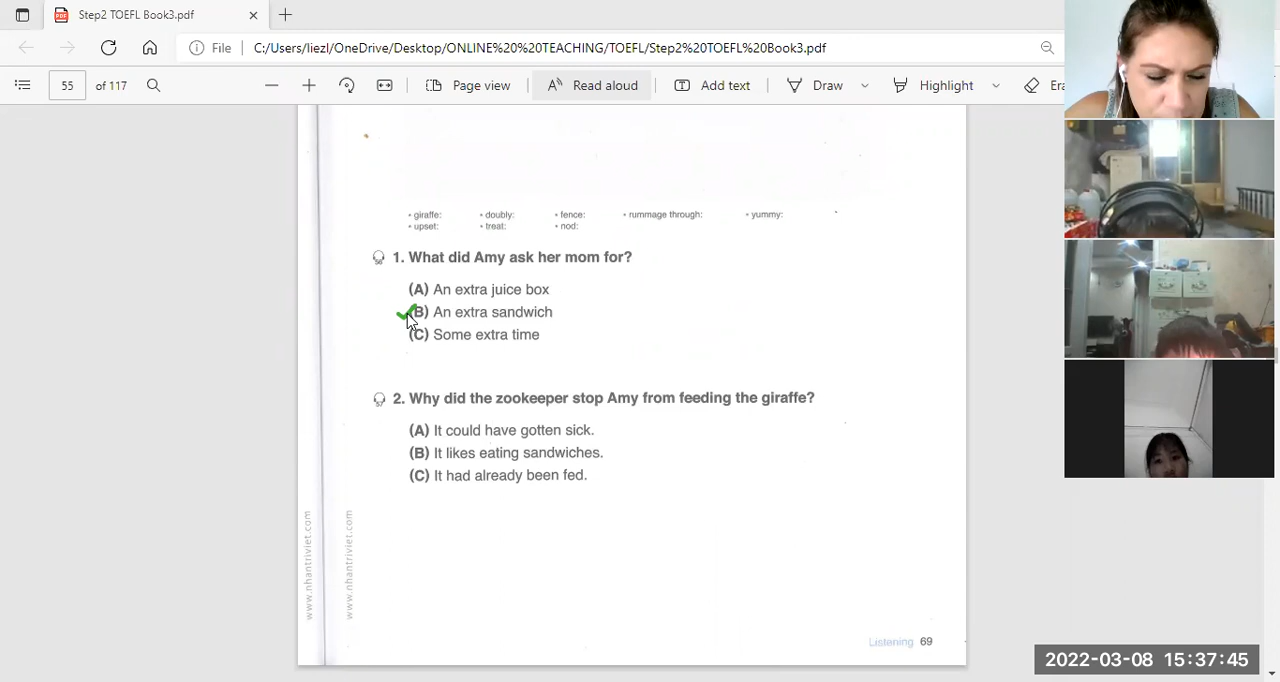 Step2 TOEFL Book3.pdf
File C:/Users/liezl/OneDrive/Desktop/ONLINE%20%20TEACHING/TOEFL/Step2%20TOEFL%20Book3.pdf
55 of 117 Page view Read aloud Add text Draw Highlight Era
• giraffe: • doubly: • fence: • rummage through: • yummy:
• upset: • treat: • nod:
1. What did Amy ask her mom for?
(A) An extra juice box
(B) An extra sandwich
(C) Some extra time
2. Why did the zookeeper stop Amy from feeding the giraffe?
(A) It could have gotten sick.
(B) It likes eating sandwiches.
(C) It had already been fed.
www.nhantriviet.com
www.nhantriviet.com
Listening 69
2022-03-08 15:37:45